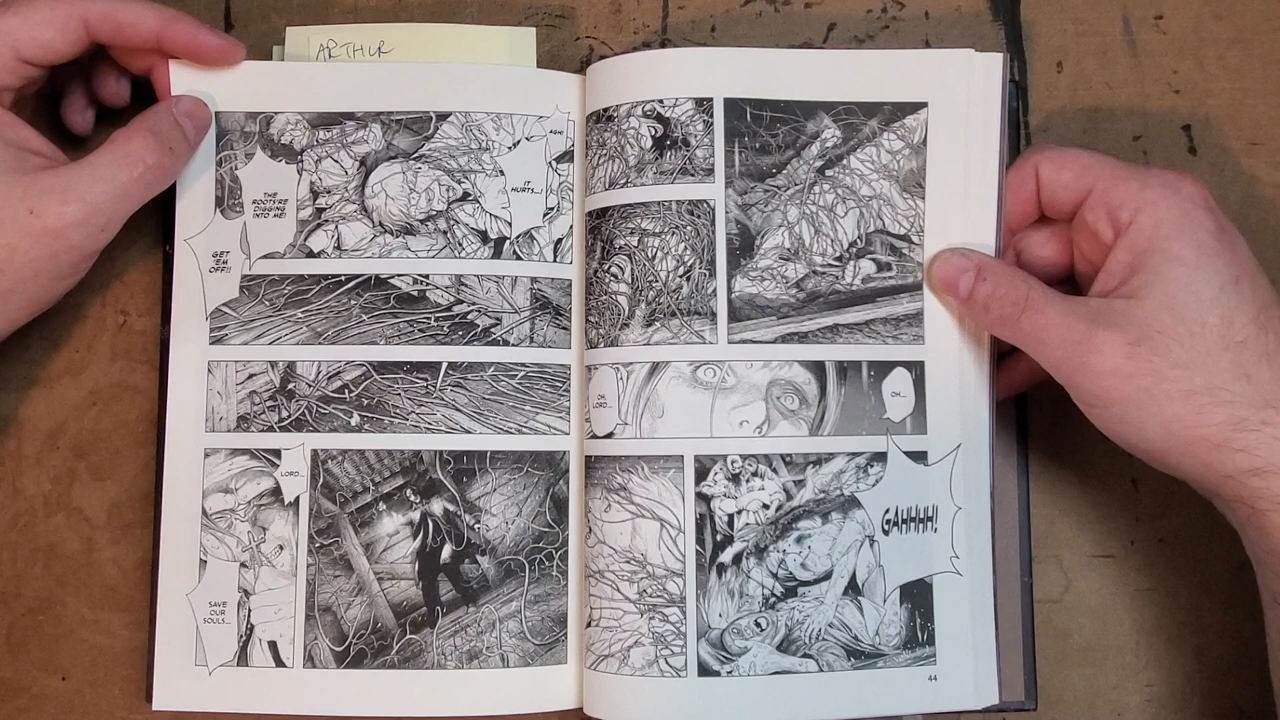 ARTHUR
OH...
OH,
LORD...
GAHHHH!
44
AGH!
IT
HURTS...!
THE
ROOTS'RE
DIGGING
INTO ME!
GET
'EM
OFF!!
LORD...
SAVE
OUR
SOULS...